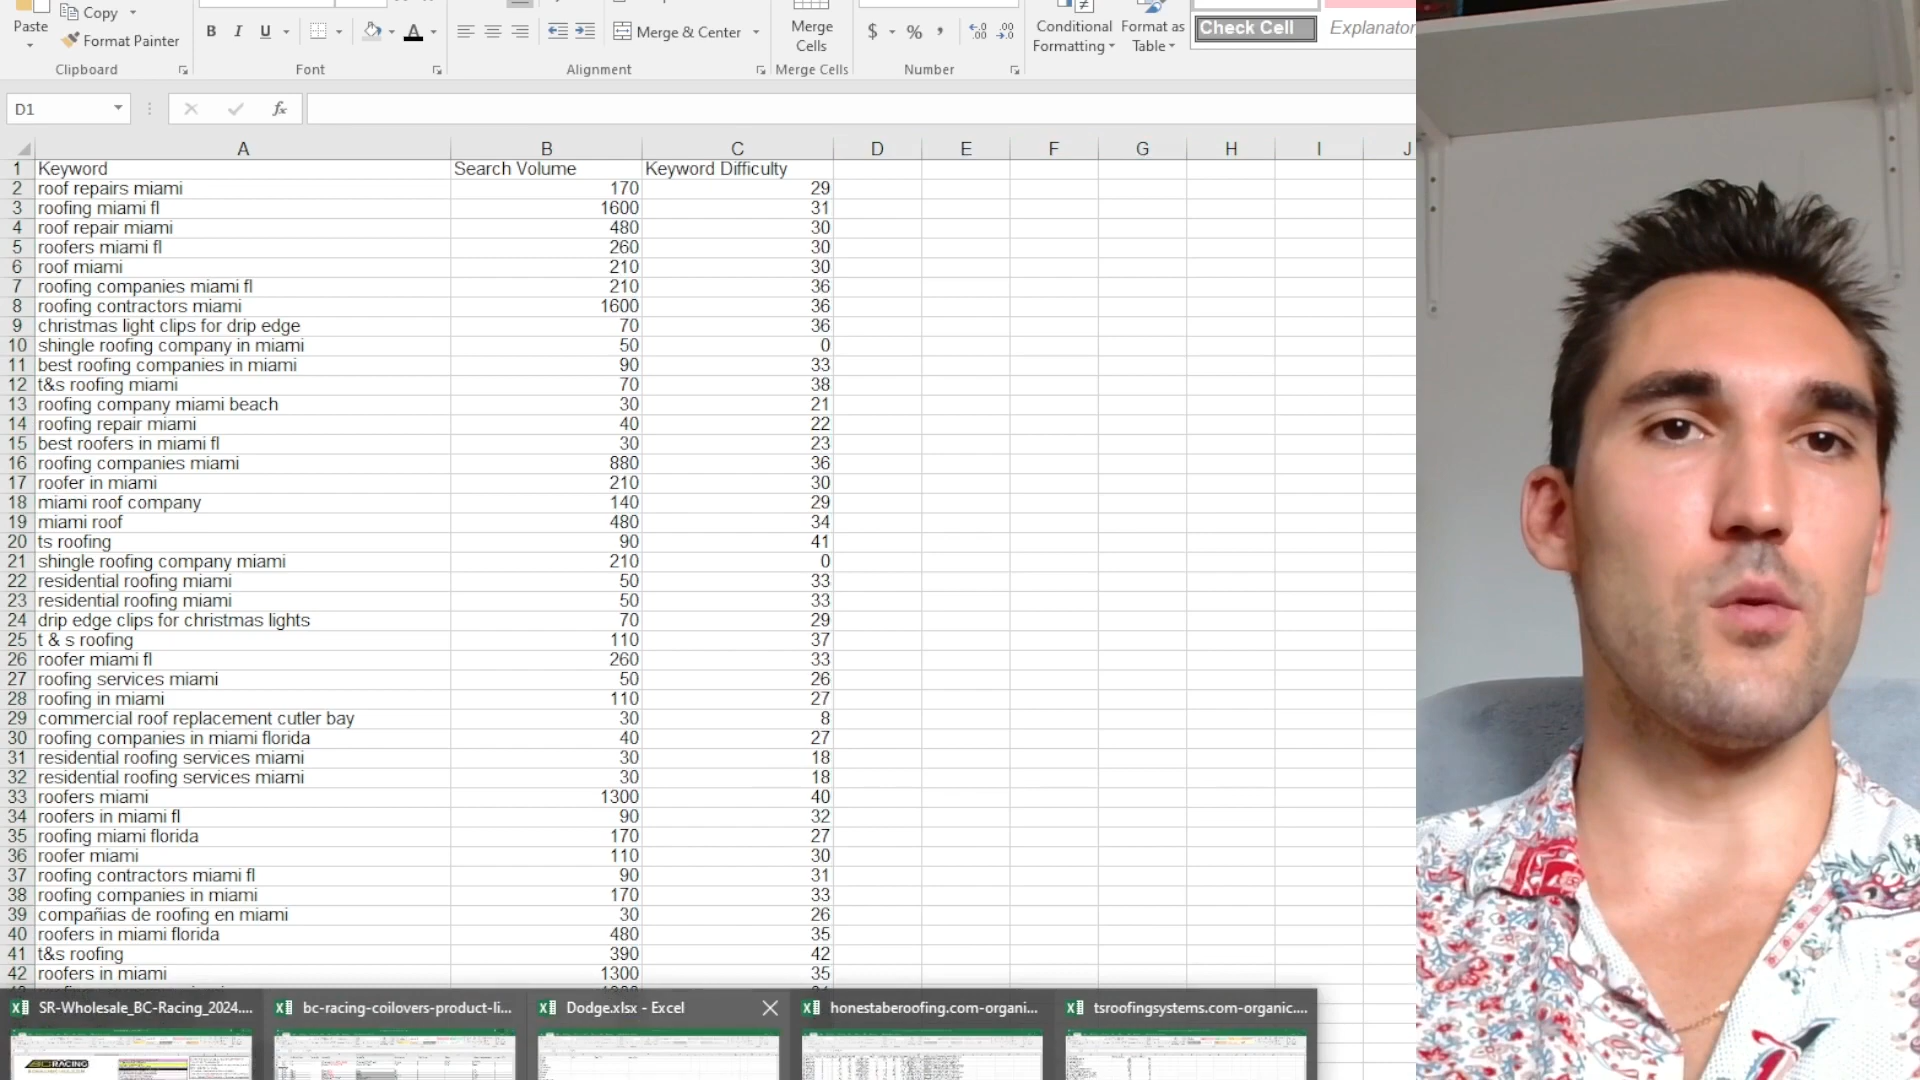 Paste
Copy
Format Painter
Clipboard
B I U
A
Font
Merge & Center
Alignment
Merge
Cells
Merge Cells
$ % ,
Number
Conditional
Formatting
Format as
Table
Check Cell
Explanator
D1
fx
A B C D E F G H I J
1 Keyword Search Volume Keyword Difficulty
2 roof repairs miami 170 29
3 roofing miami fl 1600 31
4 roof repair miami 480 30
5 roofers miami fl 260 30
6 roof miami 210 30
7 roofing companies miami fl 210 36
8 roofing contractors miami 1600 36
9 christmas light clips for drip edge 70 36
10 shingle roofing company in miami 50 0
11 best roofing companies in miami 90 33
12 t&s roofing miami 70 38
13 roofing company miami beach 30 21
14 roofing repair miami 40 22
15 best roofers in miami fl 30 23
16 roofing companies miami 880 36
17 roofer in miami 210 30
18 miami roof company 140 29
19 miami roof 480 34
20 ts roofing 90 41
21 shingle roofing company miami 210 0
22 residential roofing miami 50 33
23 residential roofing miami 50 33
24 drip edge clips for christmas lights 70 29
25 t & s roofing 110 37
26 roofer miami fl 260 33
27 roofing services miami 50 26
28 roofing in miami 110 27
29 commercial roof replacement cutler bay 30 8
30 roofing companies in miami florida 40 27
31 residential roofing services miami 30 18
32 residential roofing services miami 30 18
33 roofers miami 1300 40
34 roofers in miami fl 90 32
35 roofing miami florida 170 27
36 roofer miami 110 30
37 roofing contractors miami fl 90 31
38 roofing companies in miami 170 33
39 compañias de roofing en miami 30 26
40 roofers in miami florida 480 35
41 t&s roofing 390 42
42 roofers in miami 1300 35
SR-Wholesale_BC-Racing_2024....
bc-racing-coilovers-product-li...
Dodge.xlsx - Excel
honestaberoofing.com-organi...
tsroofingsystems.com-organic....
RACING